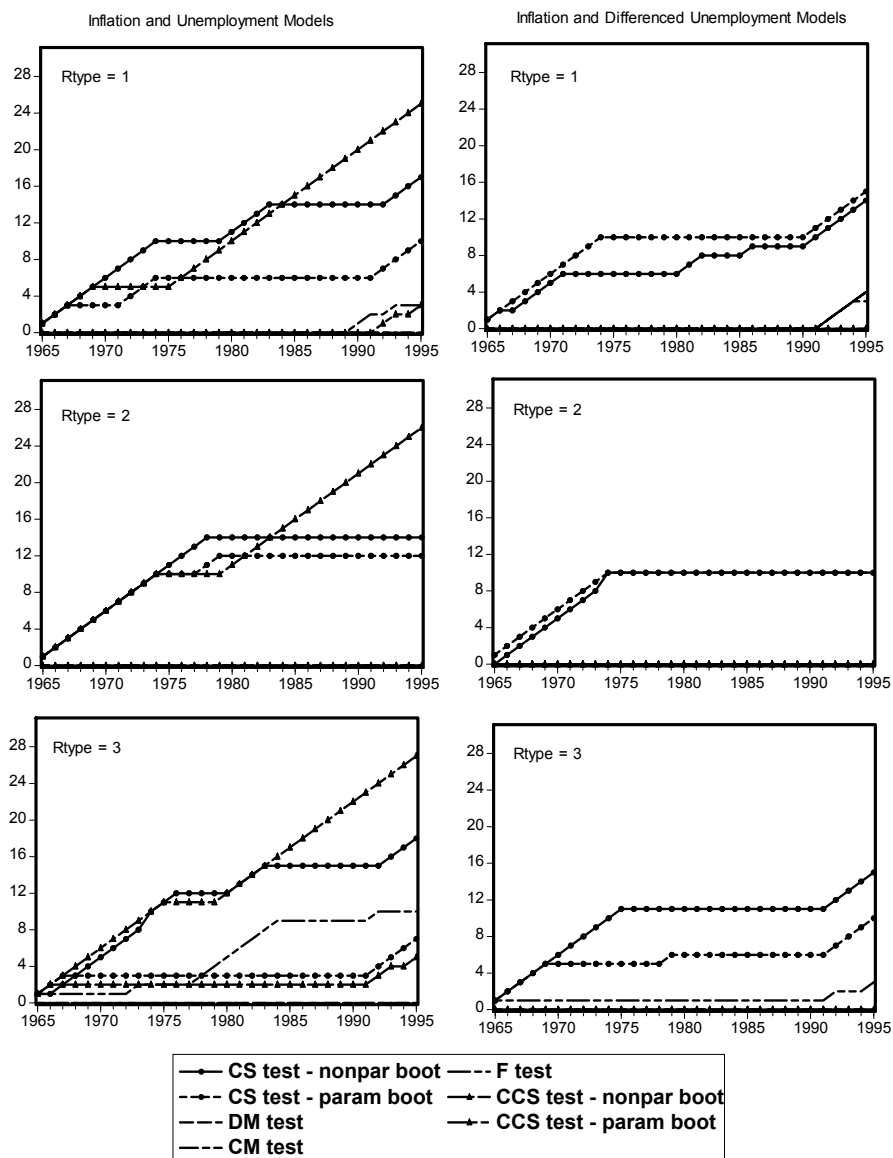 Inflation and Unemployment Models
Inflation and Differenced Unemployment Models
Rtype = 1
28
24
20
16
12
8
4
0
1965 1970 1975 1980 1985 1990 1995
Rtype = 1
28
24
20
16
12
8
4
0
1965 1970 1975 1980 1985 1990 1995
Rtype = 2
28
24
20
16
12
8
4
0
1965 1970 1975 1980 1985 1990 1995
Rtype = 2
28
24
20
16
12
8
4
0
1965 1970 1975 1980 1985 1990 1995
Rtype = 3
28
24
20
16
12
8
4
0
1965 1970 1975 1980 1985 1990 1995
Rtype = 3
28
24
20
16
12
8
4
0
1965 1970 1975 1980 1985 1990 1995
CS test - nonpar boot
F test
CS test - param boot
CCS test - nonpar boot
DM test
CCS test - param boot
CM test